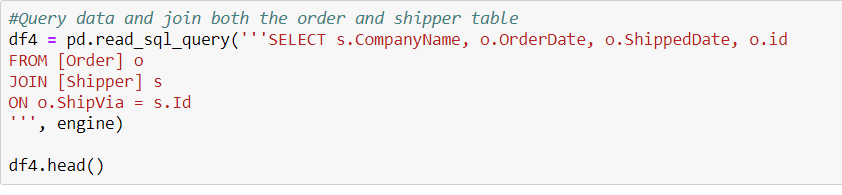 #Query data and join both the order and shipper table
df4 = pd.read_sql_query('''SELECT s.CompanyName, o.OrderDate, o.ShippedDate, o.id
FROM [Order] o
JOIN [Shipper] s
ON o.ShipVia = s.Id
''', engine)
df4.head()